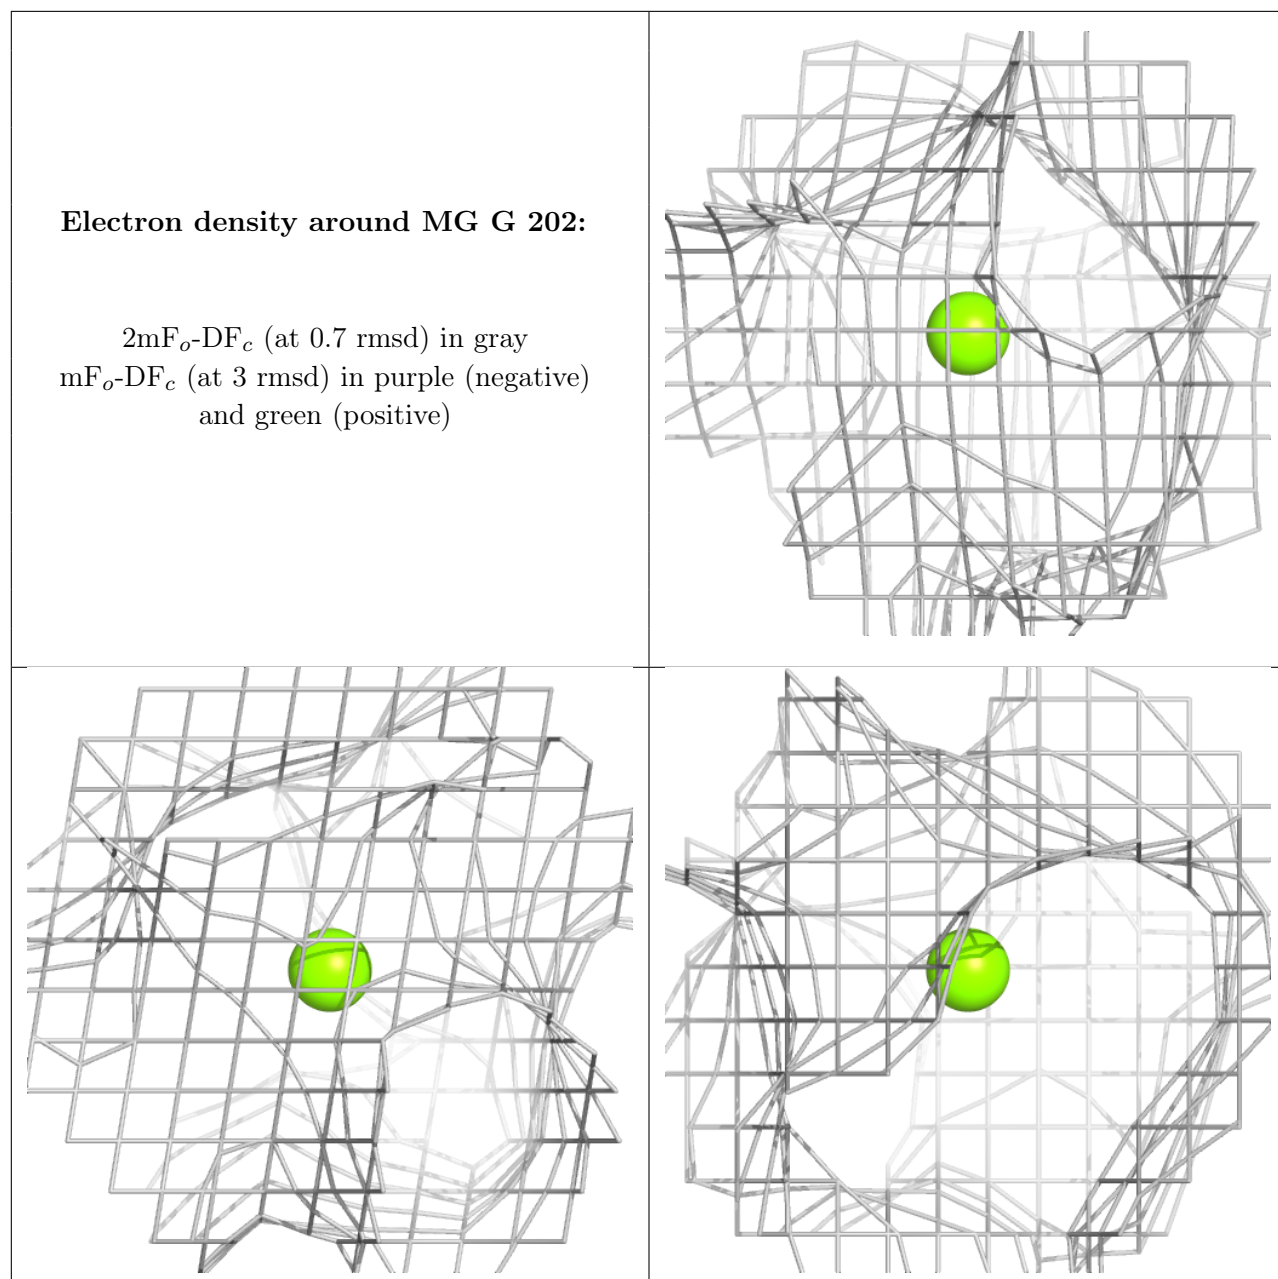 Electron density around MG G 202:
2mFo-DFc (at 0.7 rmsd) in gray
mFo-DFc (at 3 rmsd) in purple (negative)
and green (positive)